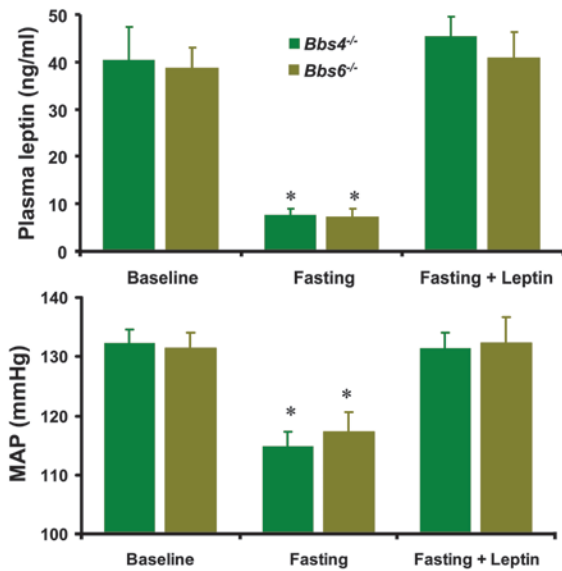 Plasma leptin (ng/ml)
50
40
30
20
10
0
Bbs4-/-
Bbs6-/-
* *
Baseline Fasting Fasting + Leptin
MAP (mmHg)
140
130
120
110
100
* *
Baseline Fasting Fasting + Leptin